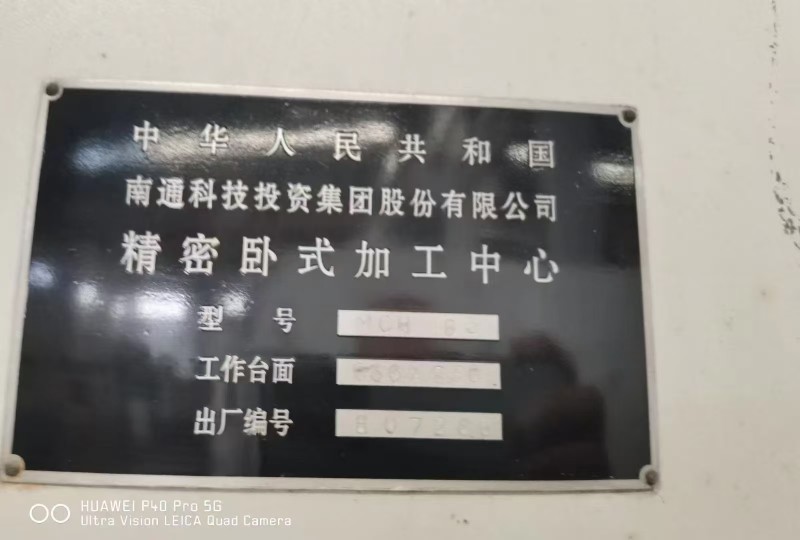 中华人民共和国
南通科技投资集团股份有限公司
精密卧式加工中心
型号 MCH
工作台面
出厂编号
HUAWEI P40 Pro 5G
Ultra Vision LEICA Quad Camera